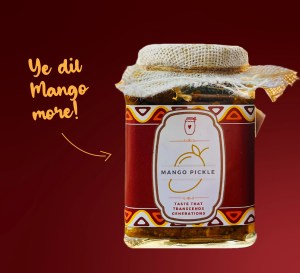 Ye dil
Mango
more!
MANGO PICKLE
TASTE THAT
TRANSCENDS
GENERATIONS